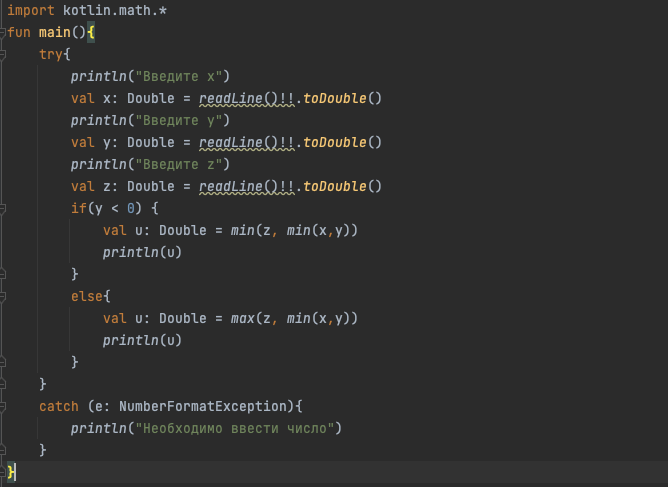 import kotlin.math.*
fun main(){
    try{
        println("Введите x")
        val x: Double = readLine()!!.toDouble()
        println("Введите y")
        val y: Double = readLine()!!.toDouble()
        println("Введите z")
        val z: Double = readLine()!!.toDouble()
        if(y < 0) {
            val u: Double = min(z, min(x,y))
            println(u)
        }
        else{
            val u: Double = max(z, min(x,y))
            println(u)
        }
    }
    catch (e: NumberFormatException){
        println("Необходимо ввести число")
    }
}